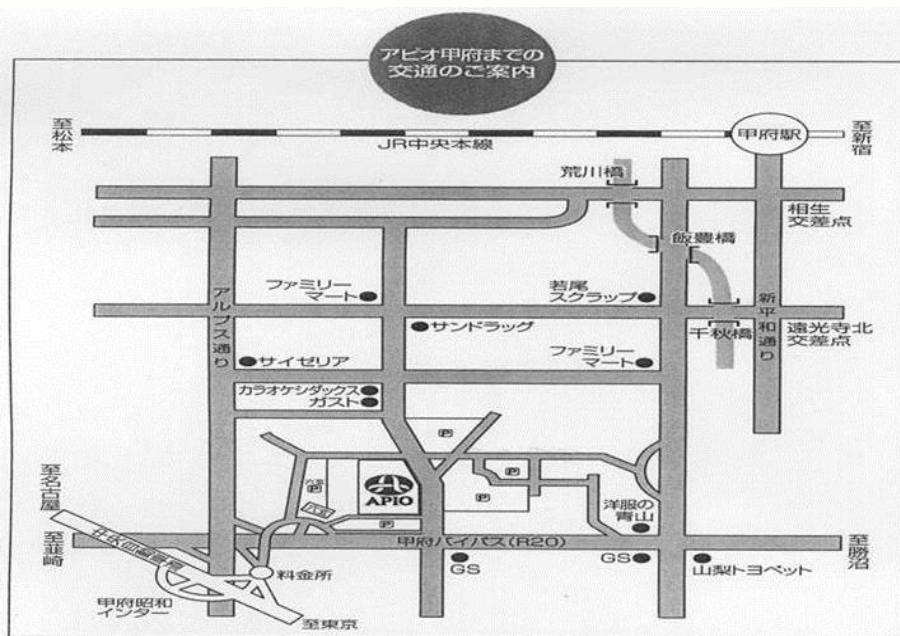 アピオ甲府までの
交通のご案内
至松本
JR中央本線
甲府駅
至新宿
荒川橋
相生
交差点
飯豊橋
ファミリー
マート
若尾
スクラップ
アルプス通り
サンドラッグ
千秋橋
新平和通り
遠光寺北
交差点
サイゼリア
ファミリー
マート
カラオケシダックス
ガスト
P
P
P
P
P
APIO
洋服の
青山
至名古屋
至韮崎
甲府バイパス(R20)
至勝沼
GS
GS
山梨トヨペット
料金所
甲府昭和
インター
至東京